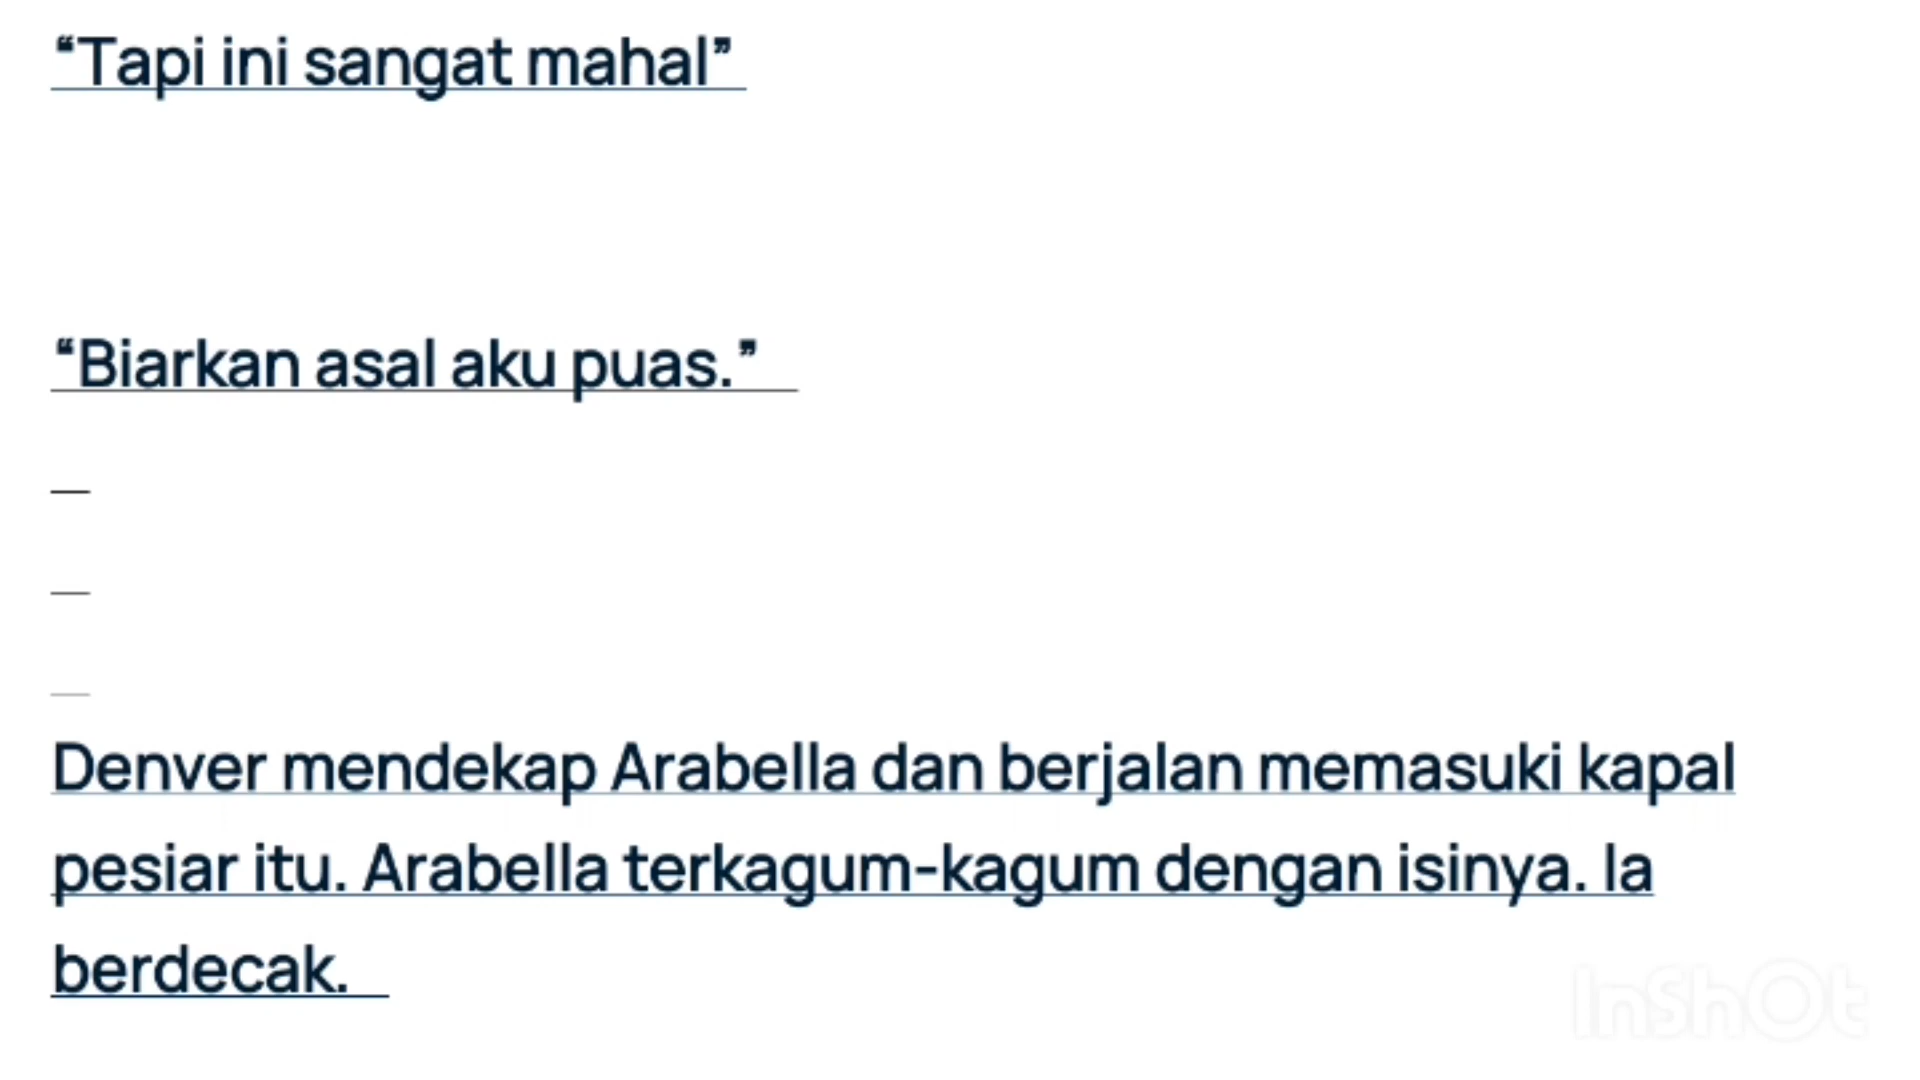 “Tapi ini sangat mahal”
“Biarkan asal aku puas.”
Denver mendekap Arabella dan berjalan memasuki kapal
pesiar itu. Arabella terkagum-kagum dengan isinya. Ia
berdecak.
InShOt